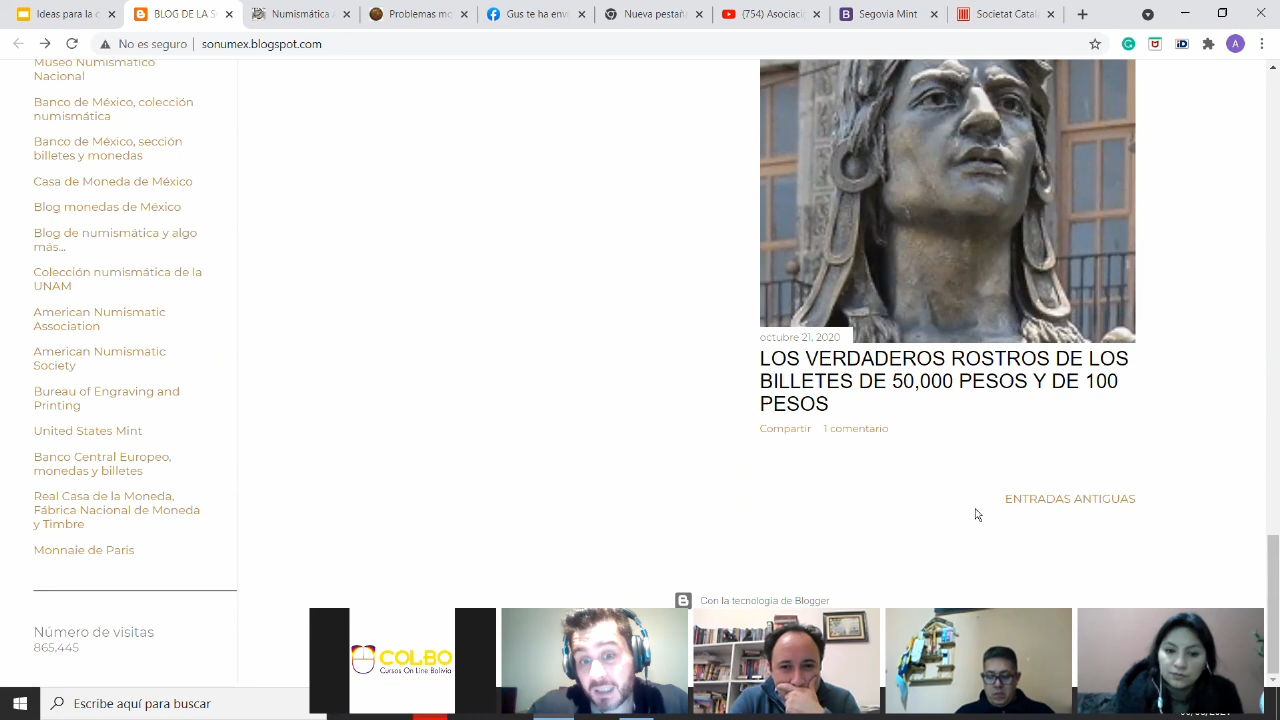 Ideas para la c
BLOG DE LA S
Numismática A
Problemas mo
Gus te ha env
Nueva pestañ
(754) Asociac
Segovia Mint
Societat Catal
No es seguro
sonumex.blogspot.com
A
Museo Numismático
Nacional
Banco de México, colección
numismática
Banco de México, sección
billetes y monedas
Casa de Moneda de México
Blog monedas de México
Blog de numismática y algo
más...
Colección numismática de la
UNAM
American Numismatic
Association
American Numismatic
Society
Bureau of Engraving and
Printing
United States Mint
Banco Central Europeo,
monedas y billetes
Real Casa de la Moneda,
Fábrica Nacional de Moneda
y Timbre
Monnaie de Paris
Número de visitas
865,445
octubre 21, 2020
LOS VERDADEROS ROSTROS DE LOS
BILLETES DE 50,000 PESOS Y DE 100
PESOS
Compartir 1 comentario
ENTRADAS ANTIGUAS
Con la tecnología de Blogger
COLBO
Cursos On Line Bolivia
Escribe aquí para buscar